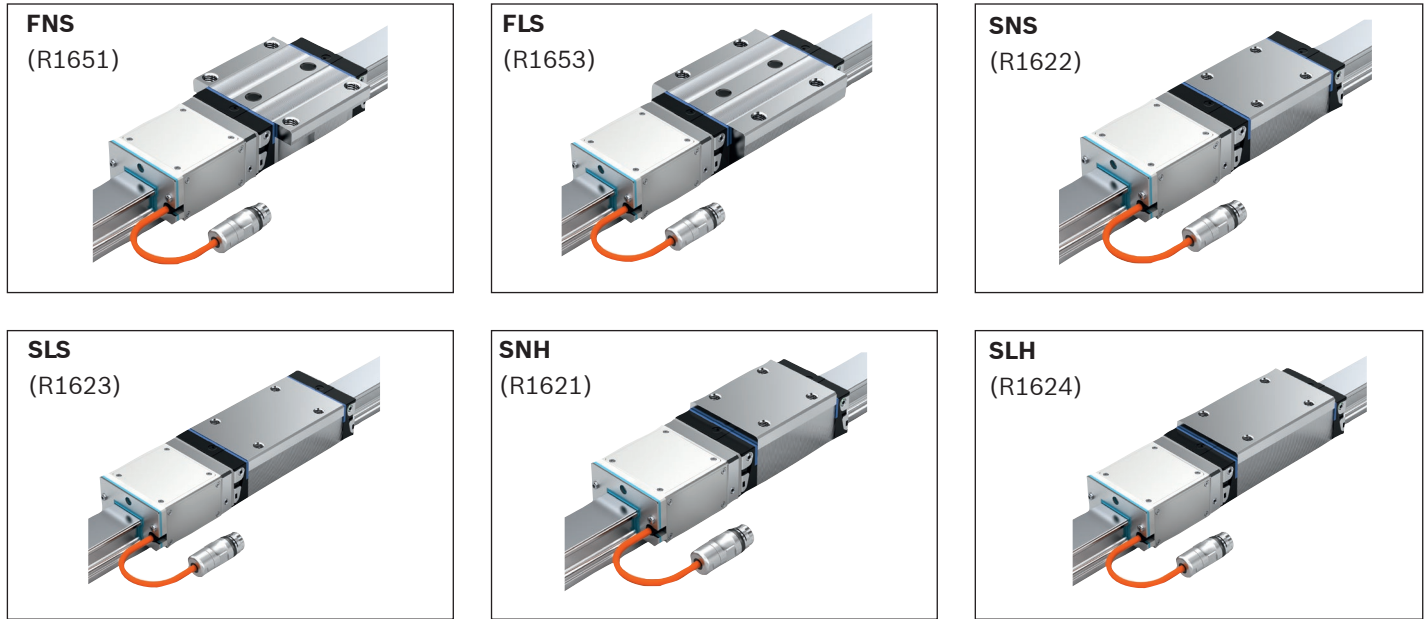 FNS
(R1651)
FLS
(R1653)
SNS
(R1622)
SLS
(R1623)
SNH
(R1621)
SLH
(R1624)